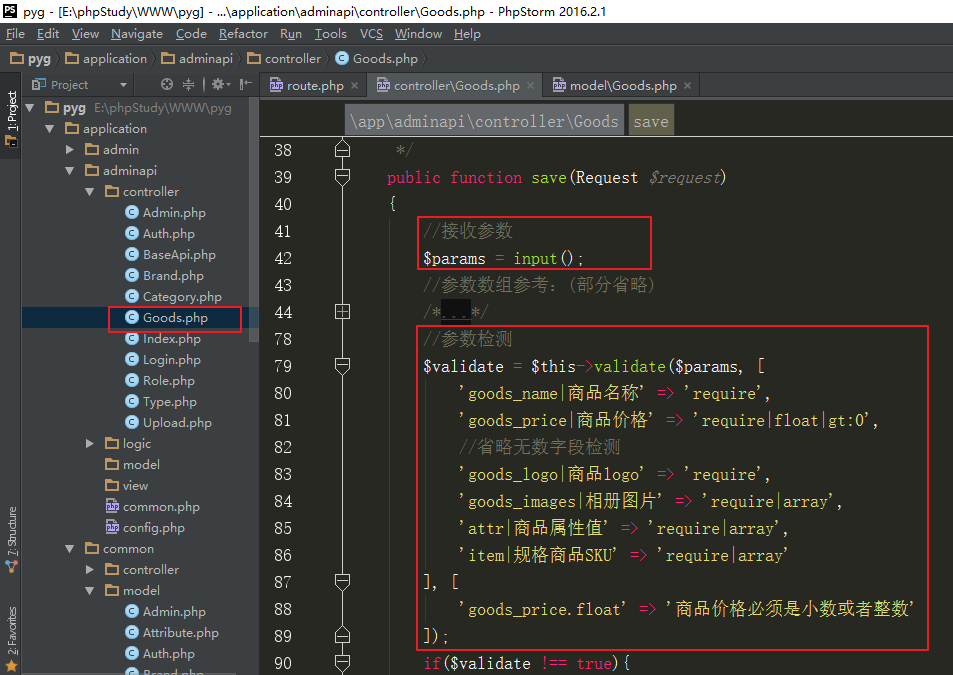 pyg - [E:\phpStudy\WWW\pyg] - ...\application\adminapi\controller\Goods.php - PhpStorm 2016.2.1
File Edit View Navigate Code Refactor Run Tools VCS Window Help
pyg application adminapi controller Goods.php
1: Project
7: Structure
2: Favorites
Project
pyg E:\phpStudy\WWW\pyg
application
admin
adminapi
controller
Admin.php
Auth.php
BaseApi.php
Brand.php
Category.php
Goods.php
Index.php
Login.php
Role.php
Type.php
Upload.php
logic
model
view
common.php
config.php
common
controller
model
Admin.php
Attribute.php
Auth.php
Brand.php
route.php controller\Goods.php model\Goods.php
\app\adminapi\controller\Goods save
38 */
39 public function save(Request $request)
40 {
41 //接收参数
42 $params = input();
43 //参数数组参考：(部分省略)
44 /*...*/
78 //参数检测
79 $validate = $this->validate($params, [
80 'goods_name|商品名称' => 'require',
81 'goods_price|商品价格' => 'require|float|gt:0',
82 //省略无数字段检测
83 'goods_logo|商品logo' => 'require',
84 'goods_images|相册图片' => 'require|array',
85 'attr|商品属性值' => 'require|array',
86 'item|规格商品SKU' => 'require|array'
87 ], [
88 'goods_price.float' => '商品价格必须是小数或者整数'
89 ]);
90 if($validate !== true){